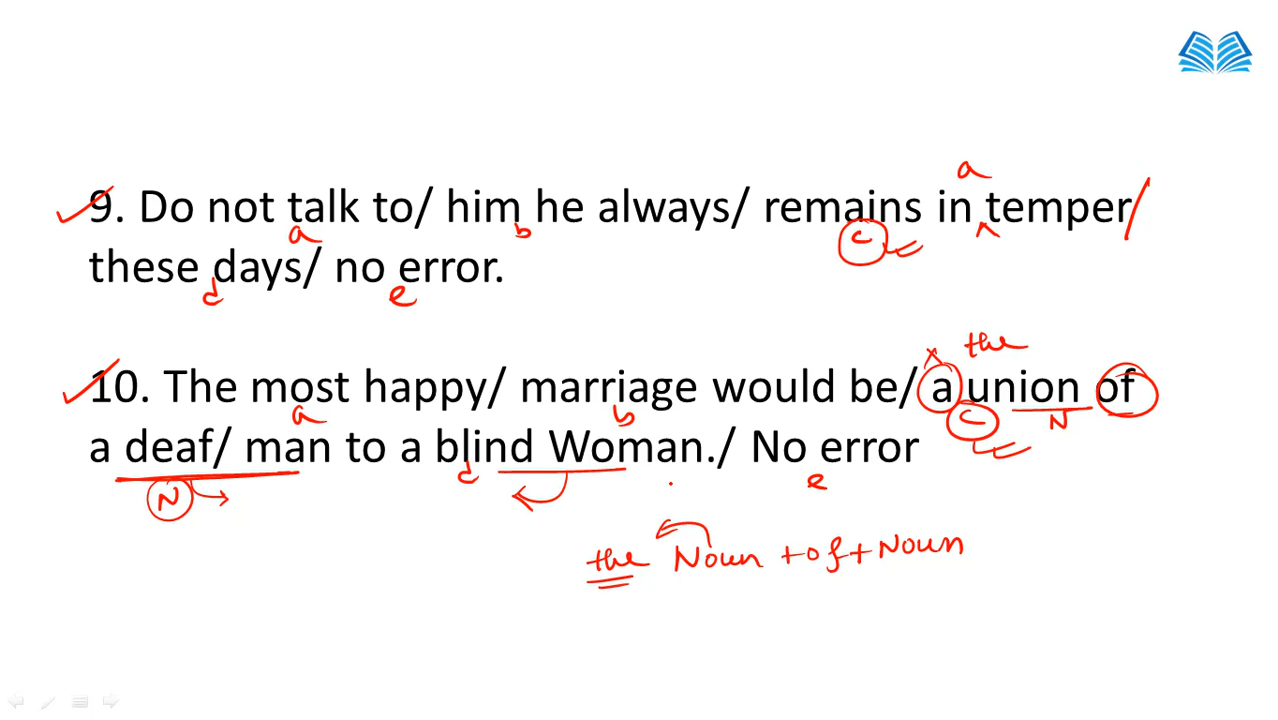 a
9. Do not talk to/ him he always/ remains in temper/
a b c
these days/ no error.
d e
the
10. The most happy/ marriage would be/ a union of
a b c N
a deaf/ man to a blind Woman./ No error
N d e
the Noun + of + Noun